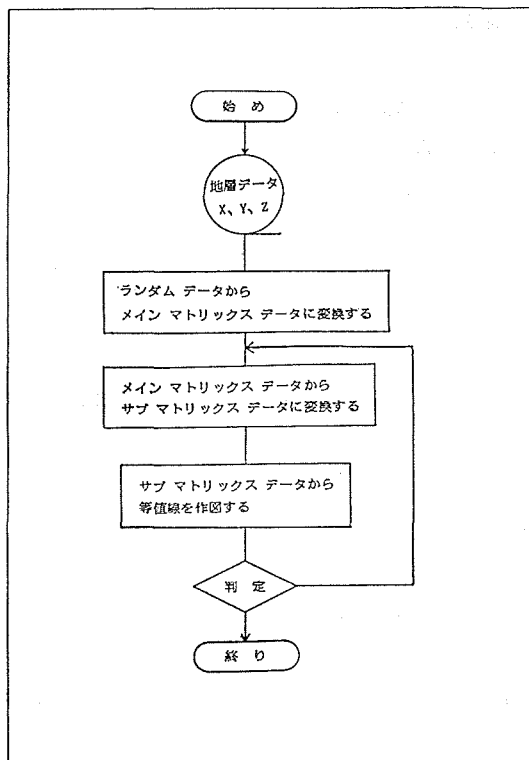 始 め
地層データ
X、Y、Z
ランダム データから
メイン マトリックス データに変換する
メイン マトリックス データから
サブ マトリックス データに変換する
サブ マトリックス データから
等値線を作図する
判 定
終 り